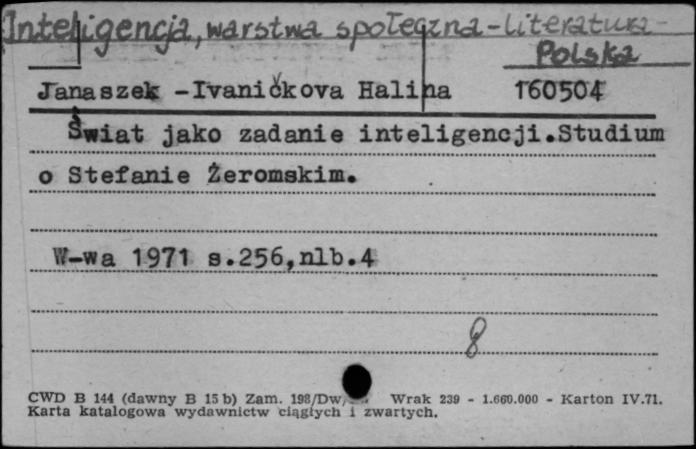 Inteligencja, warstwa społeczna - literatura -
Polska
Janaszek -Ivaničkova Halina 160504
Świat jako zadanie inteligencji.Studium
o Stefanie Żeromskim.
W-wa 1971 s.256,nlb.4
8
CWD B 144 (dawny B 15 b) Zam. 198/Dw/ Wrak 239 - 1.660.000 - Karton IV.71.
Karta katalogowa wydawnictw ciągłych i zwartych.